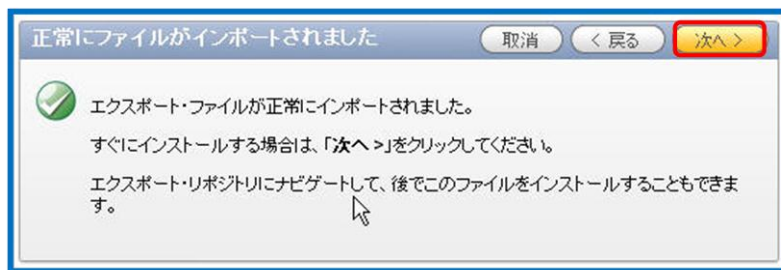 正常にファイルがインポートされました
取消
< 戻る
次へ >
エクスポート・ファイルが正常にインポートされました。
すぐにインストールする場合は、「次へ >」をクリックしてください。
エクスポート・リポジトリにナビゲートして、後でこのファイルをインストールすることもできま
す。